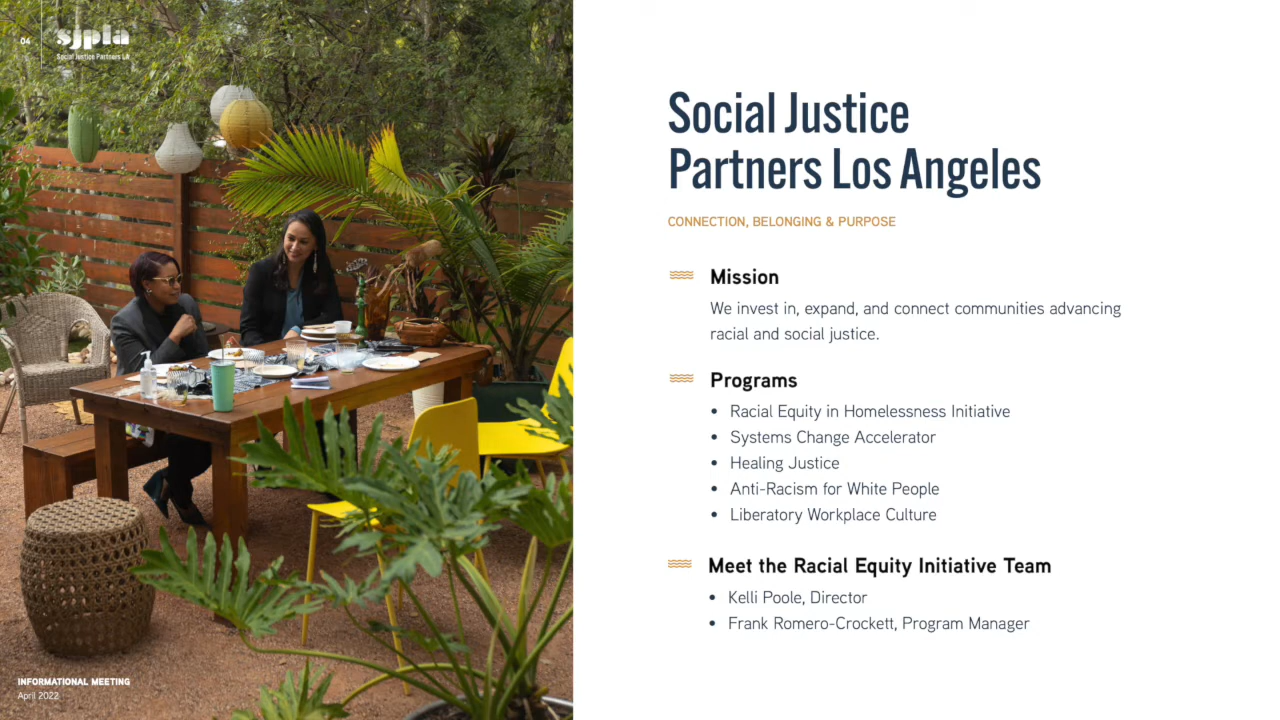 04
sjpla
Social Justice Partners LA
Social Justice
Partners Los Angeles
CONNECTION, BELONGING & PURPOSE
Mission
We invest in, expand, and connect communities advancing
racial and social justice.
Programs
• Racial Equity in Homelessness Initiative
• Systems Change Accelerator
• Healing Justice
• Anti-Racism for White People
• Liberatory Workplace Culture
Meet the Racial Equity Initiative Team
• Kelli Poole, Director
• Frank Romero-Crockett, Program Manager
INFORMATIONAL MEETING
April 2022